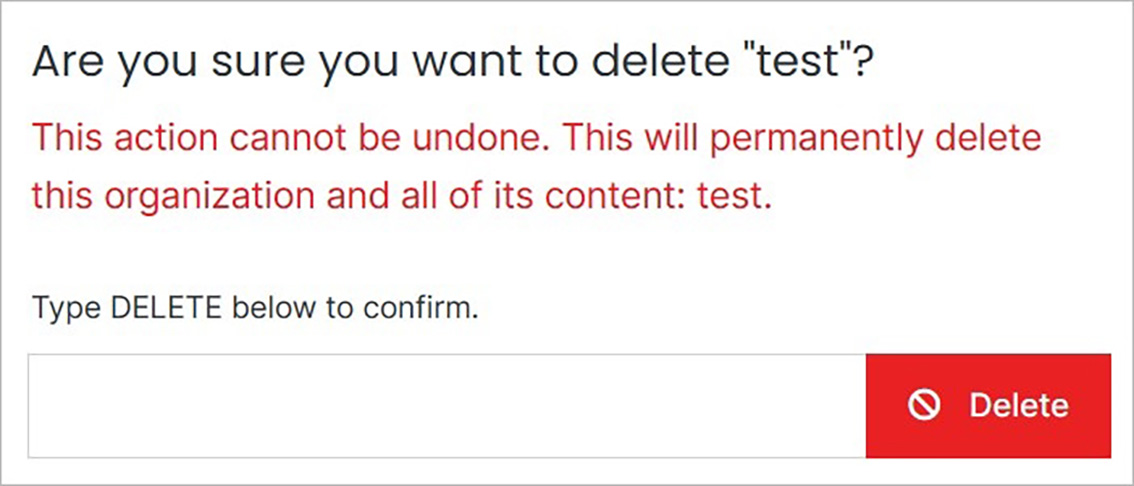 Are you sure you want to delete "test"?
This action cannot be undone. This will permanently delete
this organization and all of its content: test.
Type DELETE below to confirm.
Delete